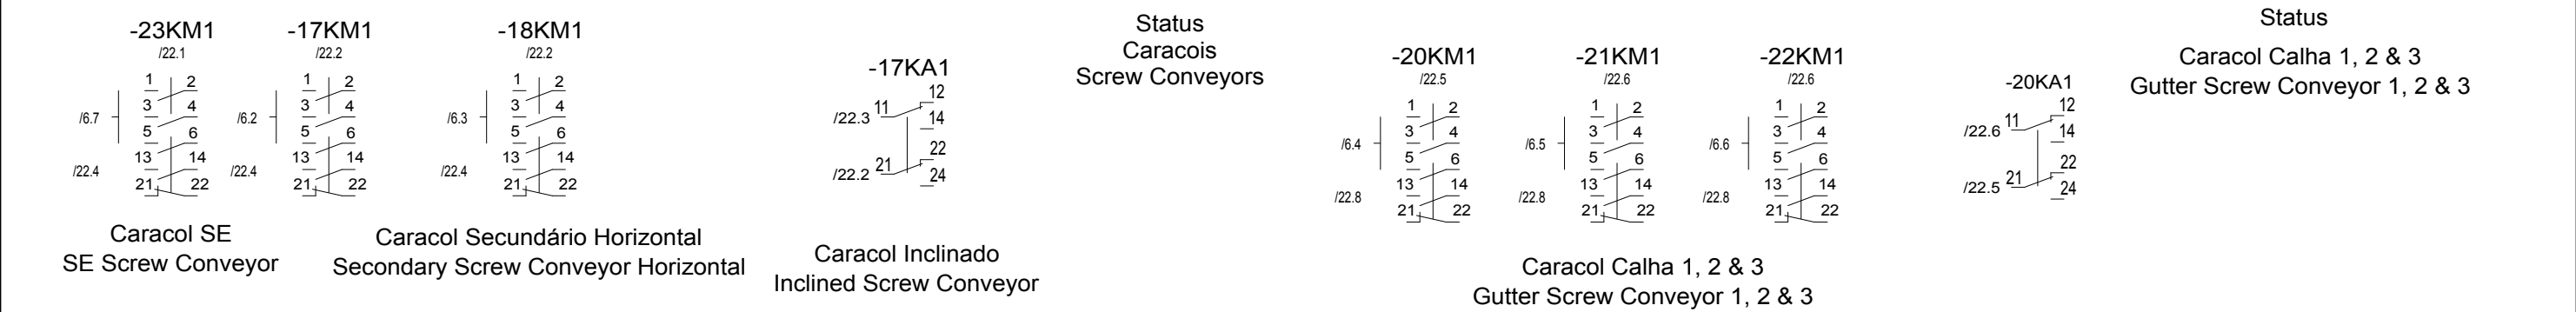 -23KM1
/22.1
1 2
3 4
/6.7
5 6
13 14
/22.4
21 22
Caracol SE
SE Screw Conveyor
-17KM1
/22.2
1 2
3 4
/6.2
5 6
13 14
/22.4
21 22
-18KM1
/22.2
1 2
3 4
/6.3
5 6
13 14
/22.4
21 22
Caracol Secundário Horizontal
Secondary Screw Conveyor Horizontal
-17KA1
12
11
/22.3
14
22
21
/22.2
24
Caracol Inclinado
Inclined Screw Conveyor
Status
Caracois
Screw Conveyors
-20KM1
/22.5
1 2
3 4
/6.4
5 6
13 14
/22.8
21 22
-21KM1
/22.6
1 2
3 4
/6.5
5 6
13 14
/22.8
21 22
-22KM1
/22.6
1 2
3 4
/6.6
5 6
13 14
/22.8
21 22
Caracol Calha 1, 2 & 3
Gutter Screw Conveyor 1, 2 & 3
-20KA1
12
11
/22.6
14
22
21
/22.5
24
Status
Caracol Calha 1, 2 & 3
Gutter Screw Conveyor 1, 2 & 3